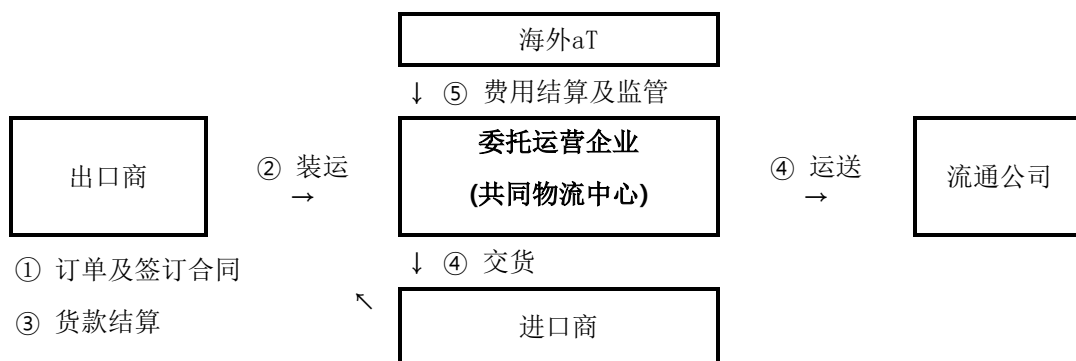 海外aT
↓ ⑤ 费用结算及监管
出口商
② 装运
→
委托运营企业
(共同物流中心)
④ 运送
→
流通公司
① 订单及签订合同
③ 货款结算
↖
↓ ④ 交货
进口商